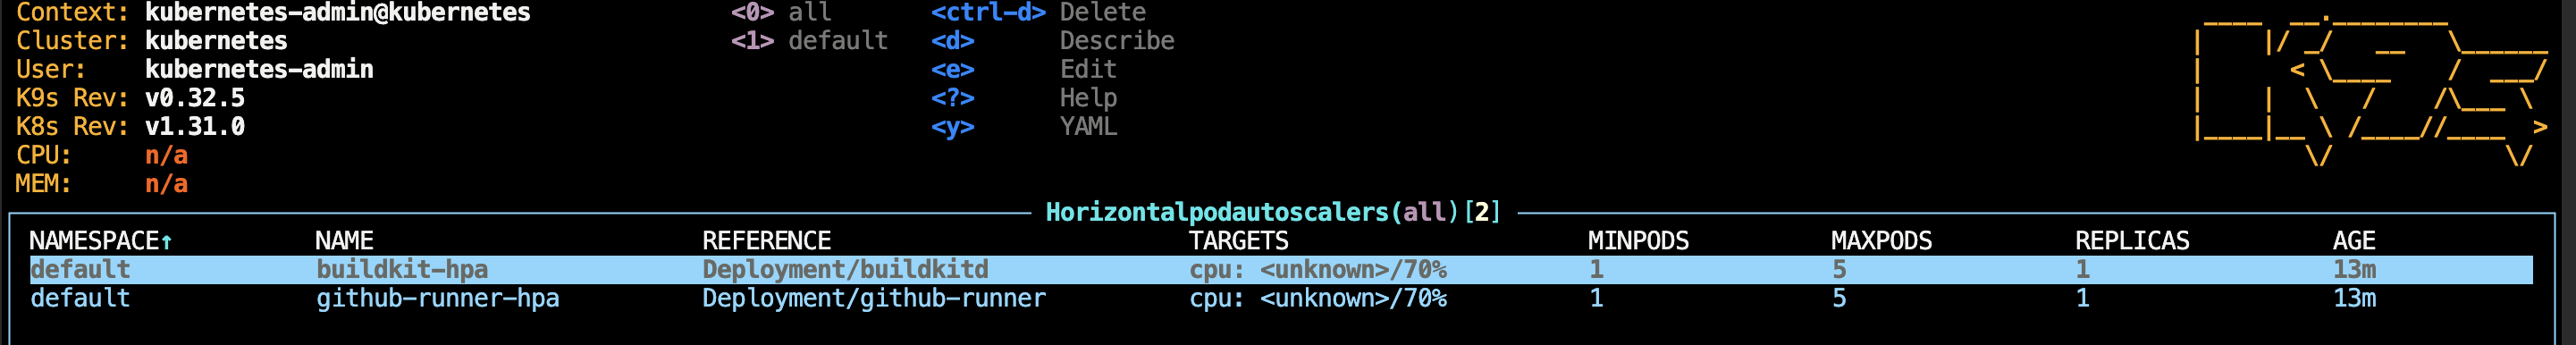 Context: kubernetes-admin@kubernetes <0> all <ctrl-d> Delete
Cluster: kubernetes <1> default <d> Describe
User: kubernetes-admin <e> Edit
K9s Rev: v0.32.5 <?> Help
K8s Rev: v1.31.0 <y> YAML
CPU: n/a
MEM: n/a
Horizontalpodautoscalers(all)[2]
NAMESPACE↑ NAME REFERENCE TARGETS MINPODS MAXPODS REPLICAS AGE
default buildkit-hpa Deployment/buildkitd cpu: <unknown>/70% 1 5 1 13m
default github-runner-hpa Deployment/github-runner cpu: <unknown>/70% 1 5 1 13m